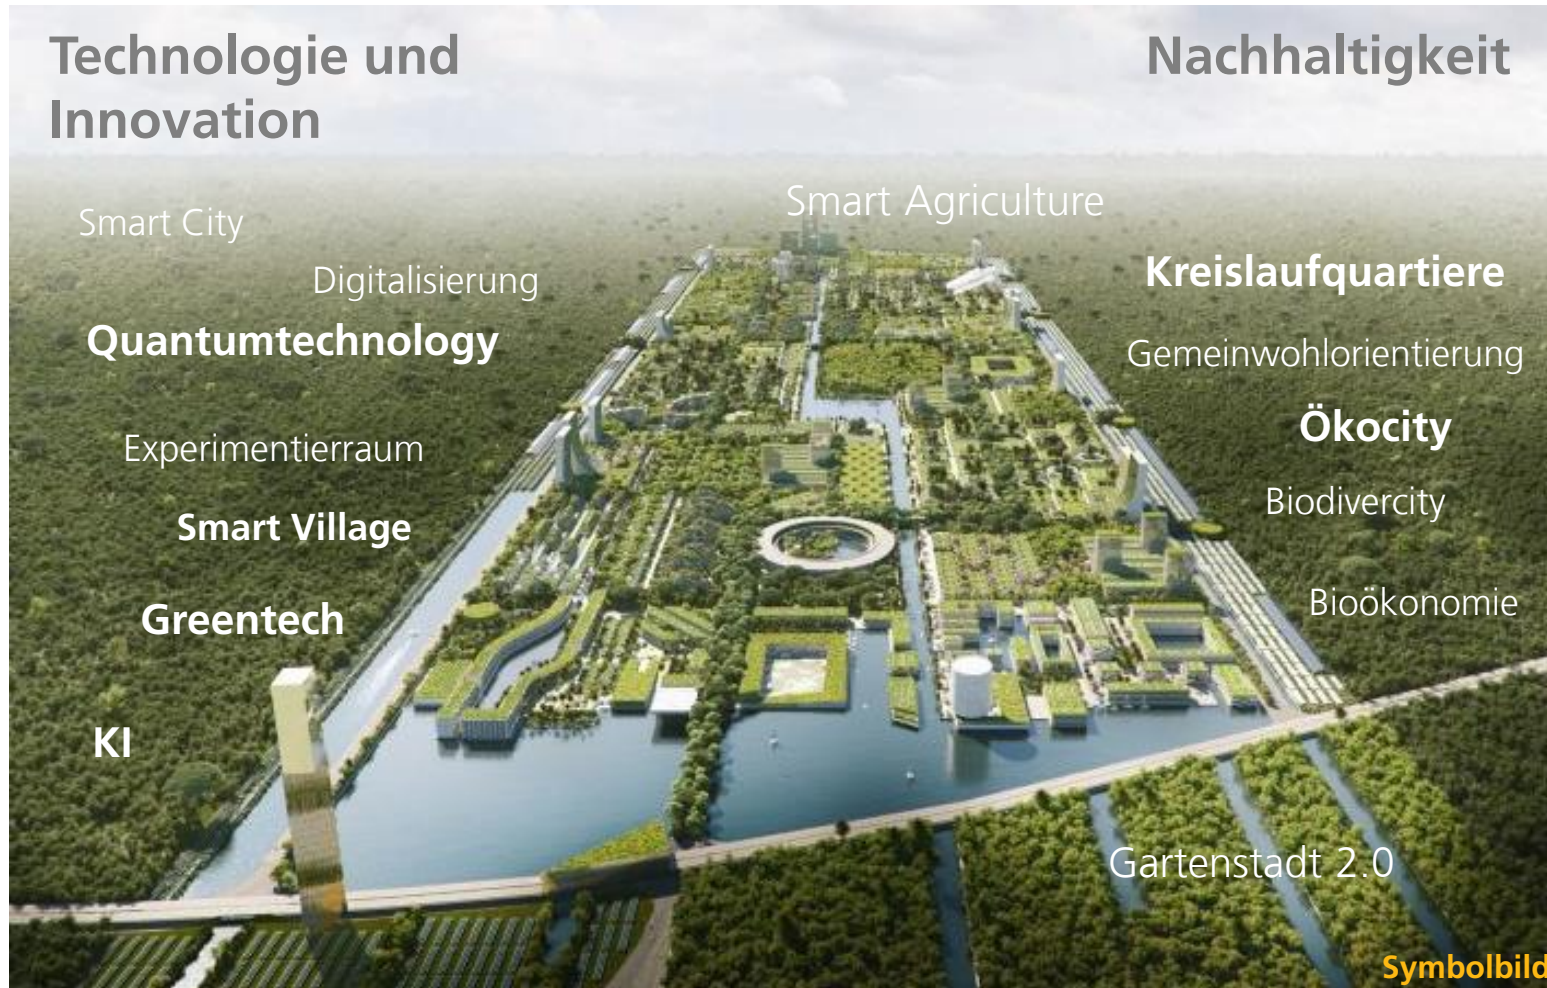 Technologie und
Innovation
Nachhaltigkeit
Smart City
Digitalisierung
Quantumtechnology
Experimentierraum
Smart Village
Greentech
KI
Smart Agriculture
Kreislaufquartiere
Gemeinwohlorientierung
Ökocity
Biodivercity
Bioökonomie
Gartenstadt 2.0
Symbolbild